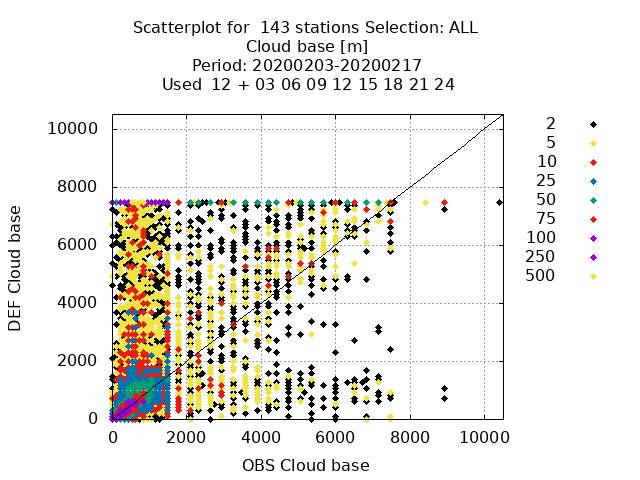 Scatterplot for  143 stations Selection: ALL
Cloud base [m]
Period: 20200203-20200217
Used  12 + 03 06 09 12 15 18 21 24
10000
8000
6000
4000
2000
0
DEF Cloud base
0 2000 4000 6000 8000 10000
OBS Cloud base
2
5
10
25
50
75
100
250
500